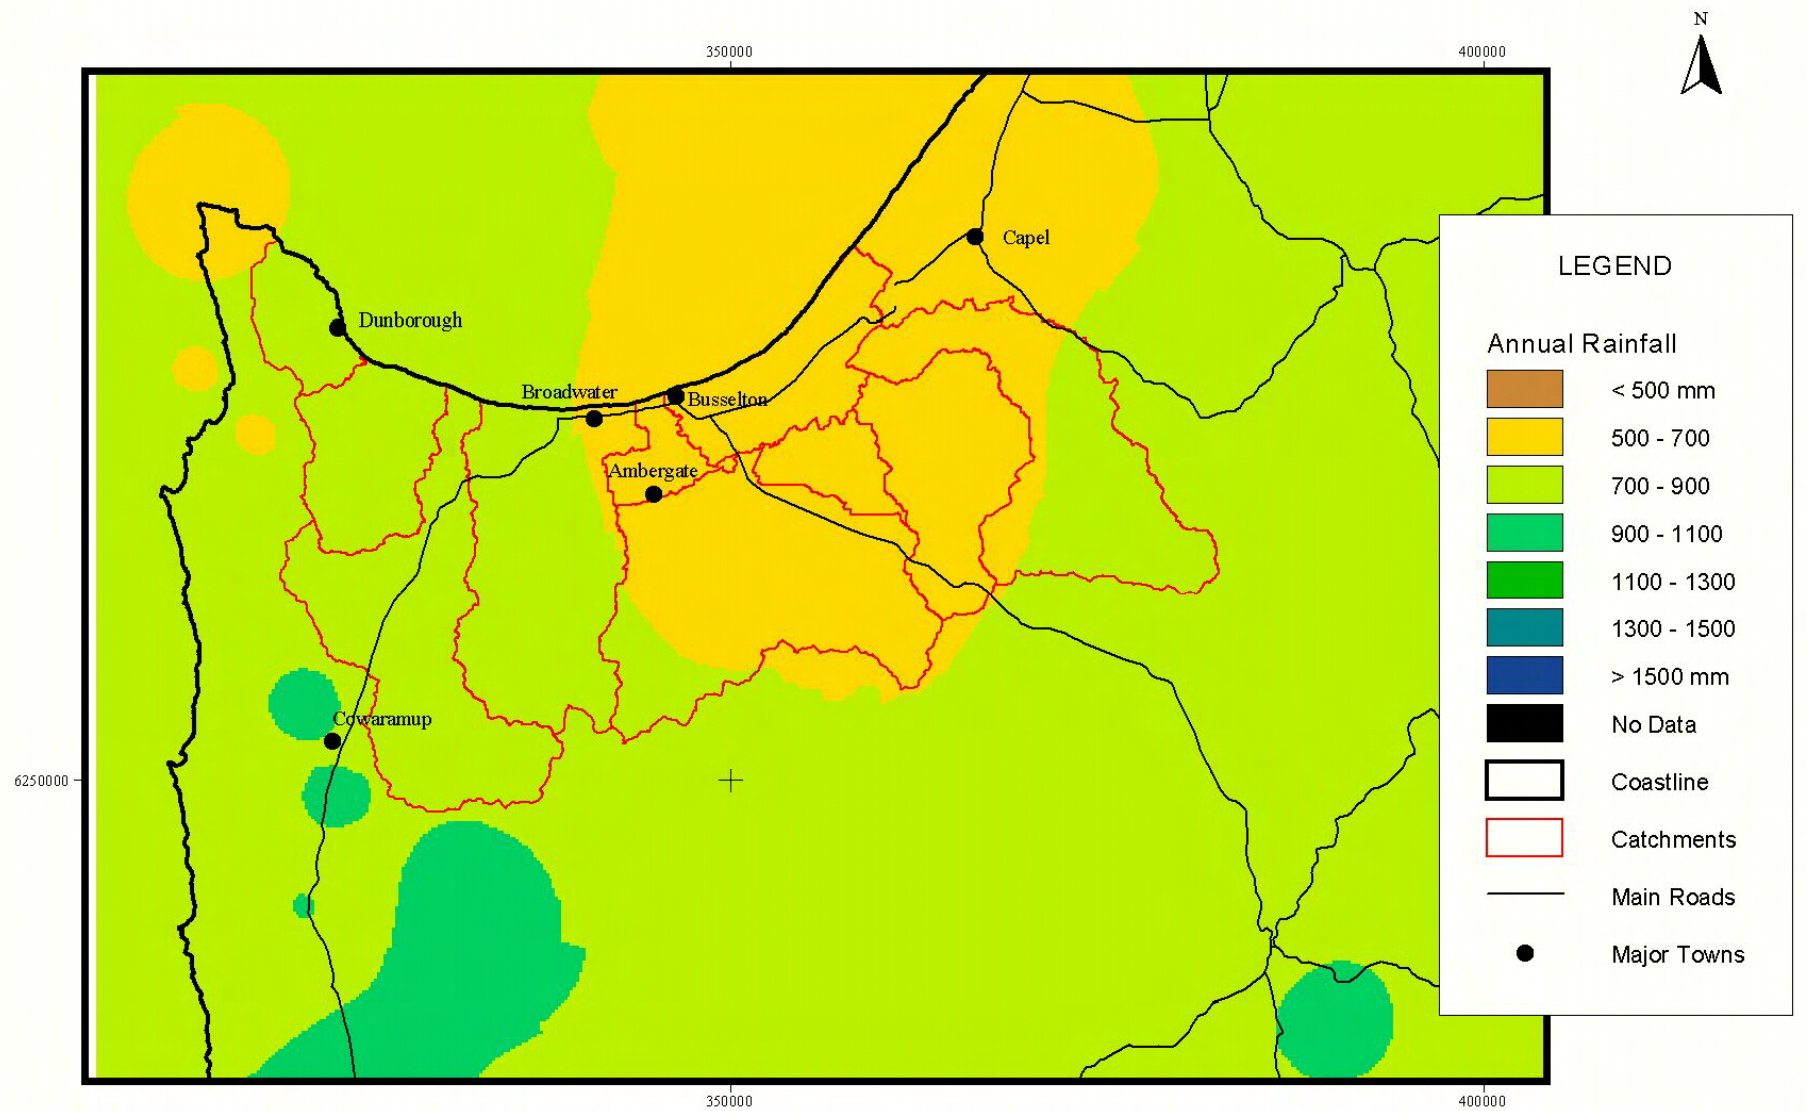 N
350000
400000
Capel
Dunborough
Broadwater
Busselton
Ambergate
Cowaramup
6250000
350000
400000
LEGEND
Annual Rainfall
< 500 mm
500 - 700
700 - 900
900 - 1100
1100 - 1300
1300 - 1500
> 1500 mm
No Data
Coastline
Catchments
Main Roads
Major Towns